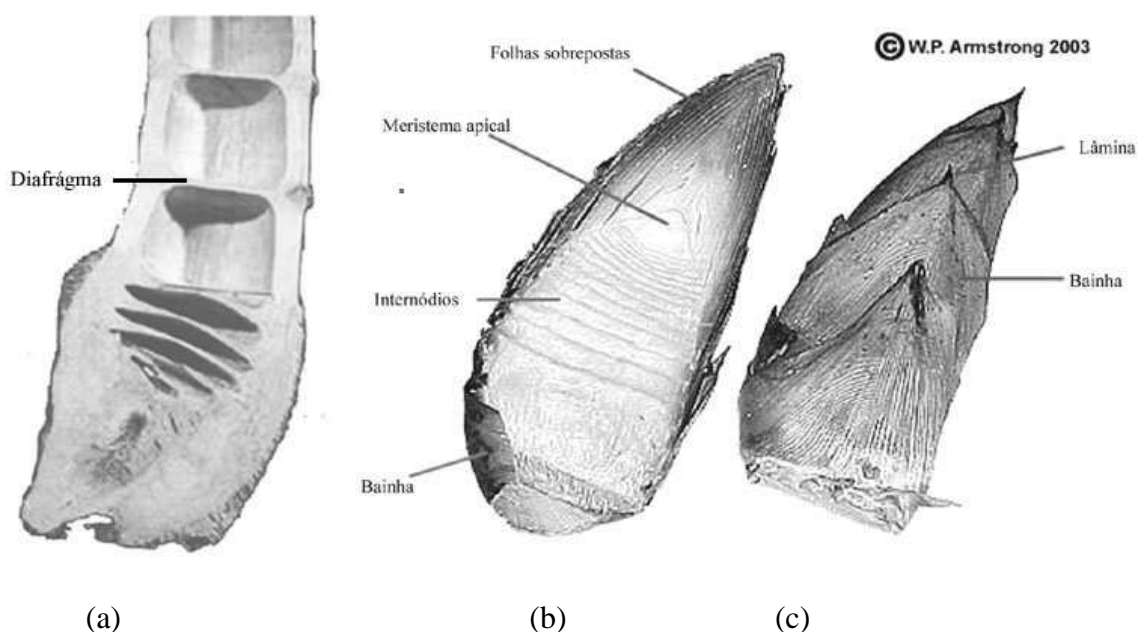 Folhas sobrepostas
© W.P. Armstrong 2003
Meristema apical
Lâmina
Diafrágma
Internódios
Bainha
Bainha
(a) (b) (c)